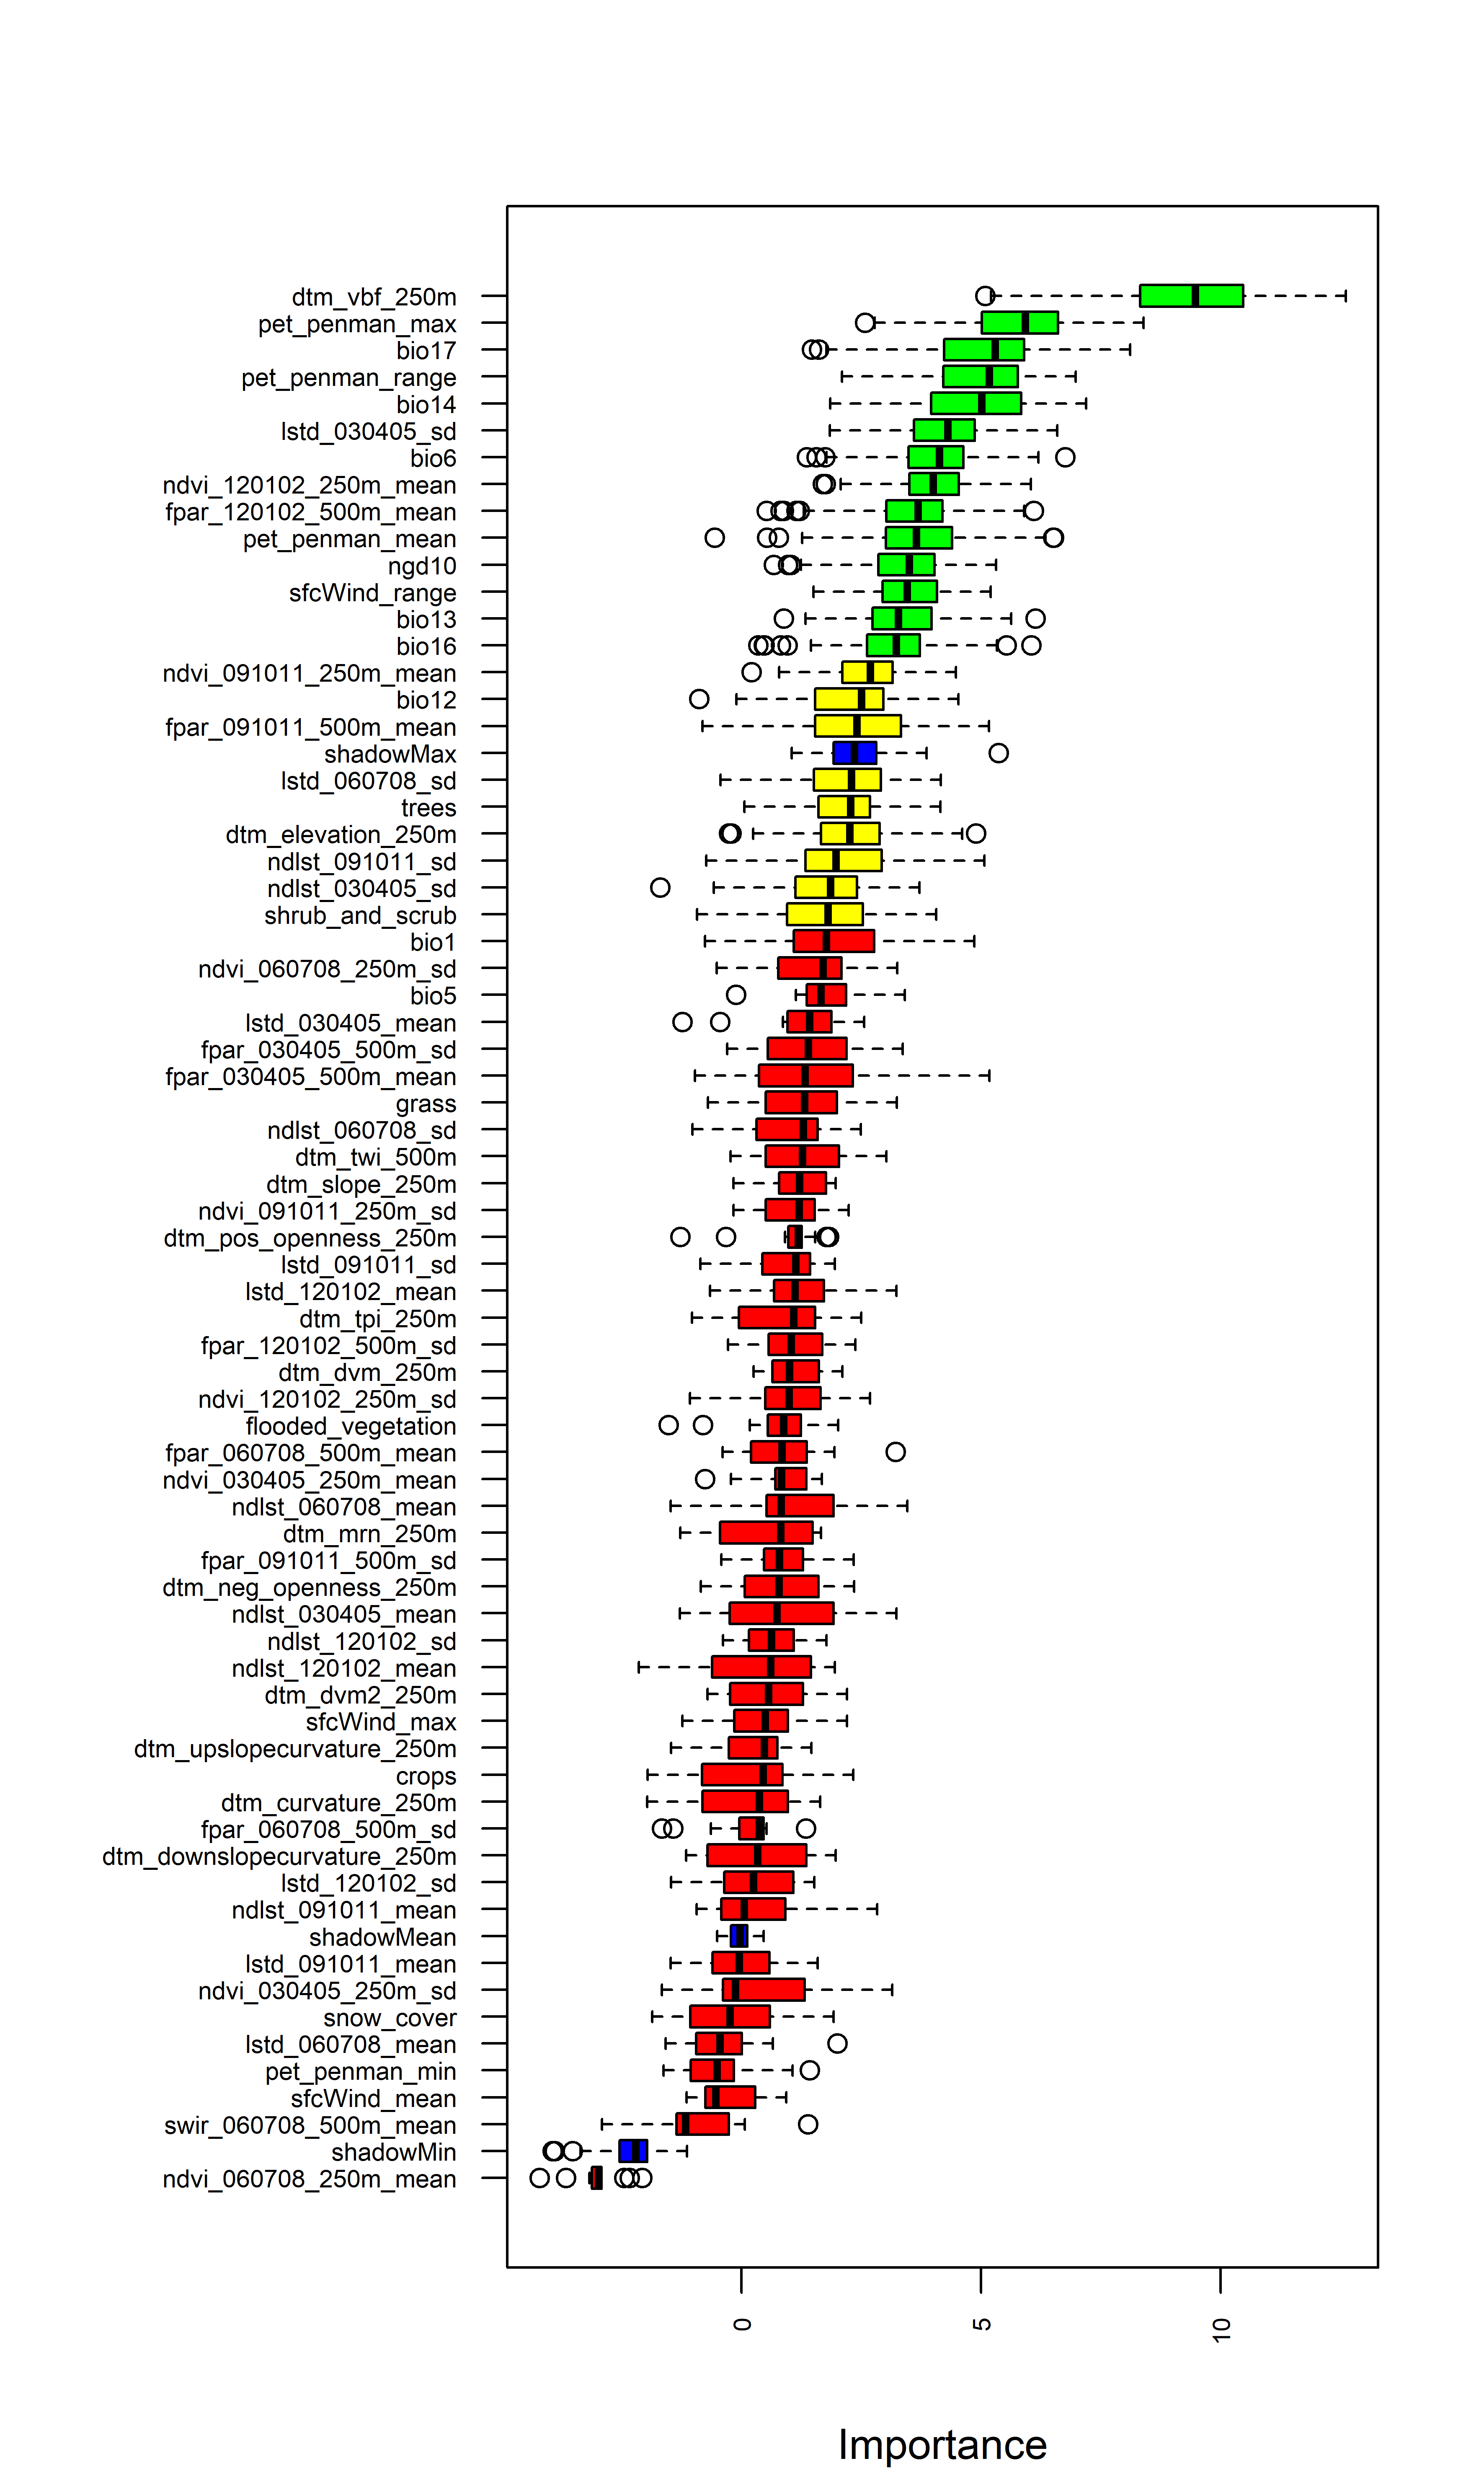 dtm_vbf_250m
pet_penman_max
bio17
pet_penman_range
bio14
lstd_030405_sd
bio6
ndvi_120102_250m_mean
fpar_120102_500m_mean
pet_penman_mean
ngd10
sfcWind_range
bio13
bio16
ndvi_091011_250m_mean
bio12
fpar_091011_500m_mean
shadowMax
lstd_060708_sd
trees
dtm_elevation_250m
ndlst_091011_sd
ndlst_030405_sd
shrub_and_scrub
bio1
ndvi_060708_250m_sd
bio5
lstd_030405_mean
fpar_030405_500m_sd
fpar_030405_500m_mean
grass
ndlst_060708_sd
dtm_twi_500m
dtm_slope_250m
ndvi_091011_250m_sd
dtm_pos_openness_250m
lstd_091011_sd
lstd_120102_mean
dtm_tpi_250m
fpar_120102_500m_sd
dtm_dvm_250m
ndvi_120102_250m_sd
flooded_vegetation
fpar_060708_500m_mean
ndvi_030405_250m_mean
ndlst_060708_mean
dtm_mrn_250m
fpar_091011_500m_sd
dtm_neg_openness_250m
ndlst_030405_mean
ndlst_120102_sd
ndlst_120102_mean
dtm_dvm2_250m
sfcWind_max
dtm_upslopecurvature_250m
crops
dtm_curvature_250m
fpar_060708_500m_sd
dtm_downslopecurvature_250m
lstd_120102_sd
ndlst_091011_mean
shadowMean
lstd_091011_mean
ndvi_030405_250m_sd
snow_cover
lstd_060708_mean
pet_penman_min
sfcWind_mean
swir_060708_500m_mean
shadowMin
ndvi_060708_250m_mean
0 5 10
Importance